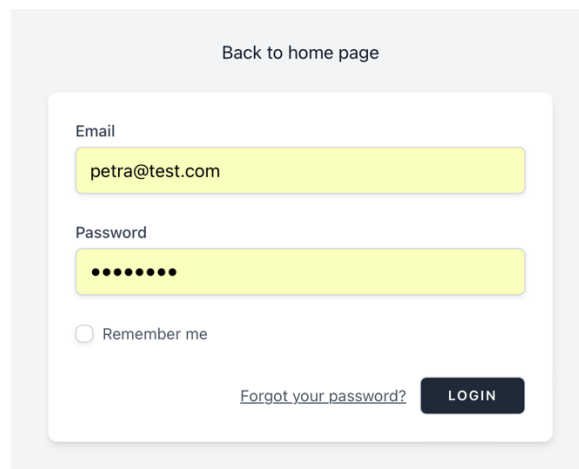 Back to home page
Email
petra@test.com
Password
••••••••
Remember me
Forgot your password? LOGIN